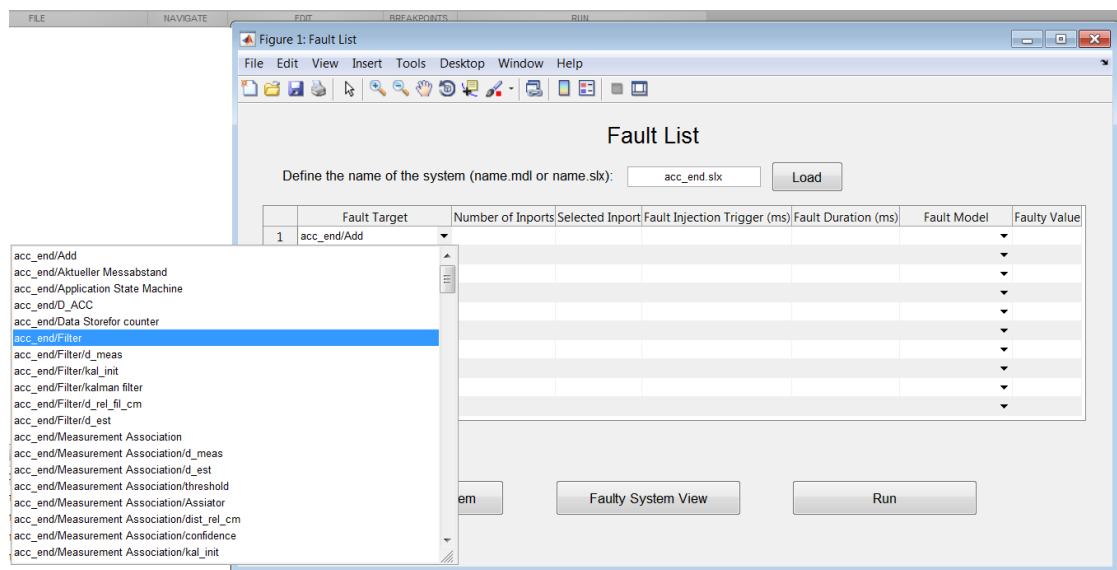 FILE NAVIGATE EDIT BREAKPOINTS RUN
Figure 1: Fault List
File Edit View Insert Tools Desktop Window Help
Fault List
Define the name of the system (name.mdl or name.slx): acc_end.slx Load
Fault Target Number of Inports Selected Inport Fault Injection Trigger (ms) Fault Duration (ms) Fault Model Faulty Value
1 acc_end/Add
acc_end/Add
acc_end/Aktueller Messabstand
acc_end/Application State Machine
acc_end/D_ACC
acc_end/Data Storefor counter
acc_end/Filter
acc_end/Filter/d_meas
acc_end/Filter/kal_init
acc_end/Filter/kalman filter
acc_end/Filter/d_rel_fil_cm
acc_end/Filter/d_est
acc_end/Measurement Association
acc_end/Measurement Association/d_meas
acc_end/Measurement Association/d_est
acc_end/Measurement Association/threshold
acc_end/Measurement Association/Assiator
acc_end/Measurement Association/dist_rel_cm
acc_end/Measurement Association/confidence
acc_end/Measurement Association/kal_init
em Faulty System View Run